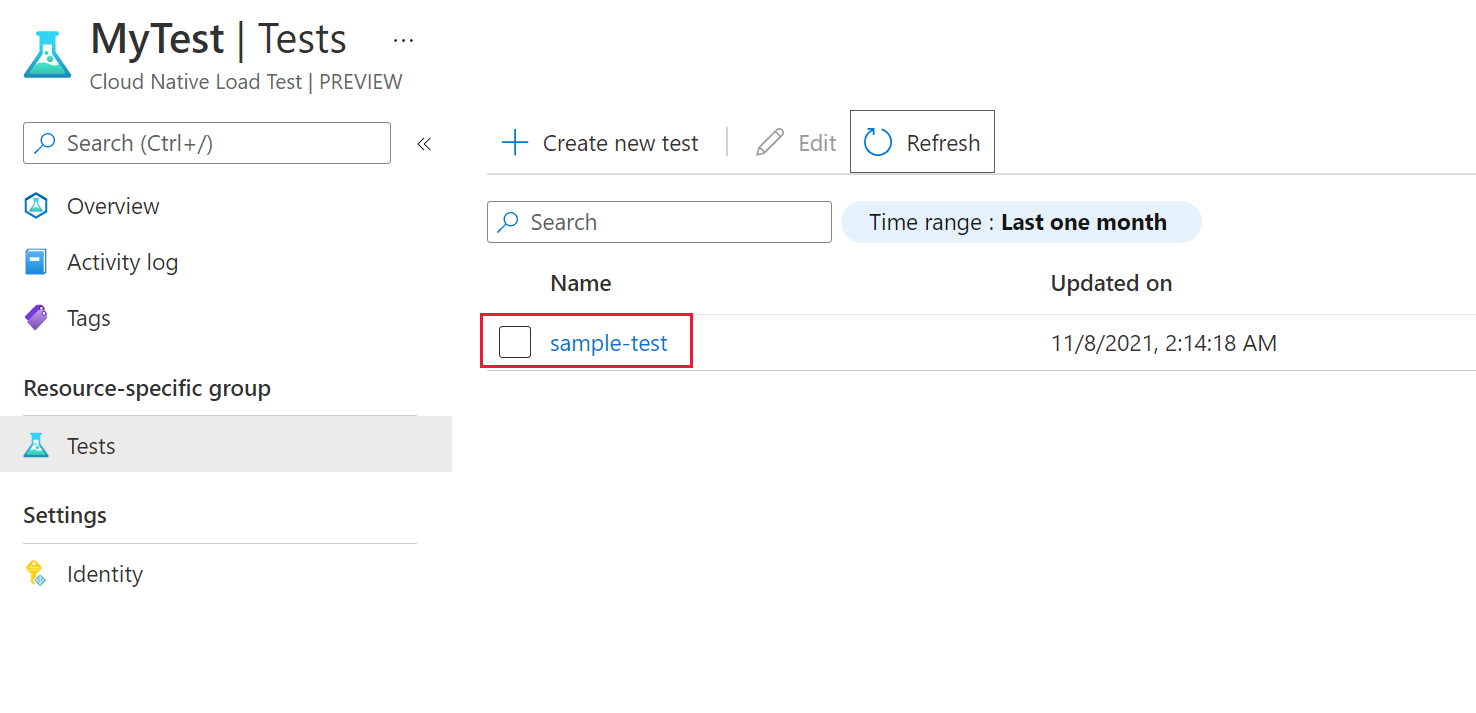 MyTest | Tests ...
Cloud Native Load Test | PREVIEW
Search (Ctrl+/) «
Overview
Activity log
Tags
Resource-specific group
Tests
Settings
Identity
Create new test Edit Refresh
Search Time range : Last one month
Name Updated on
sample-test 11/8/2021, 2:14:18 AM